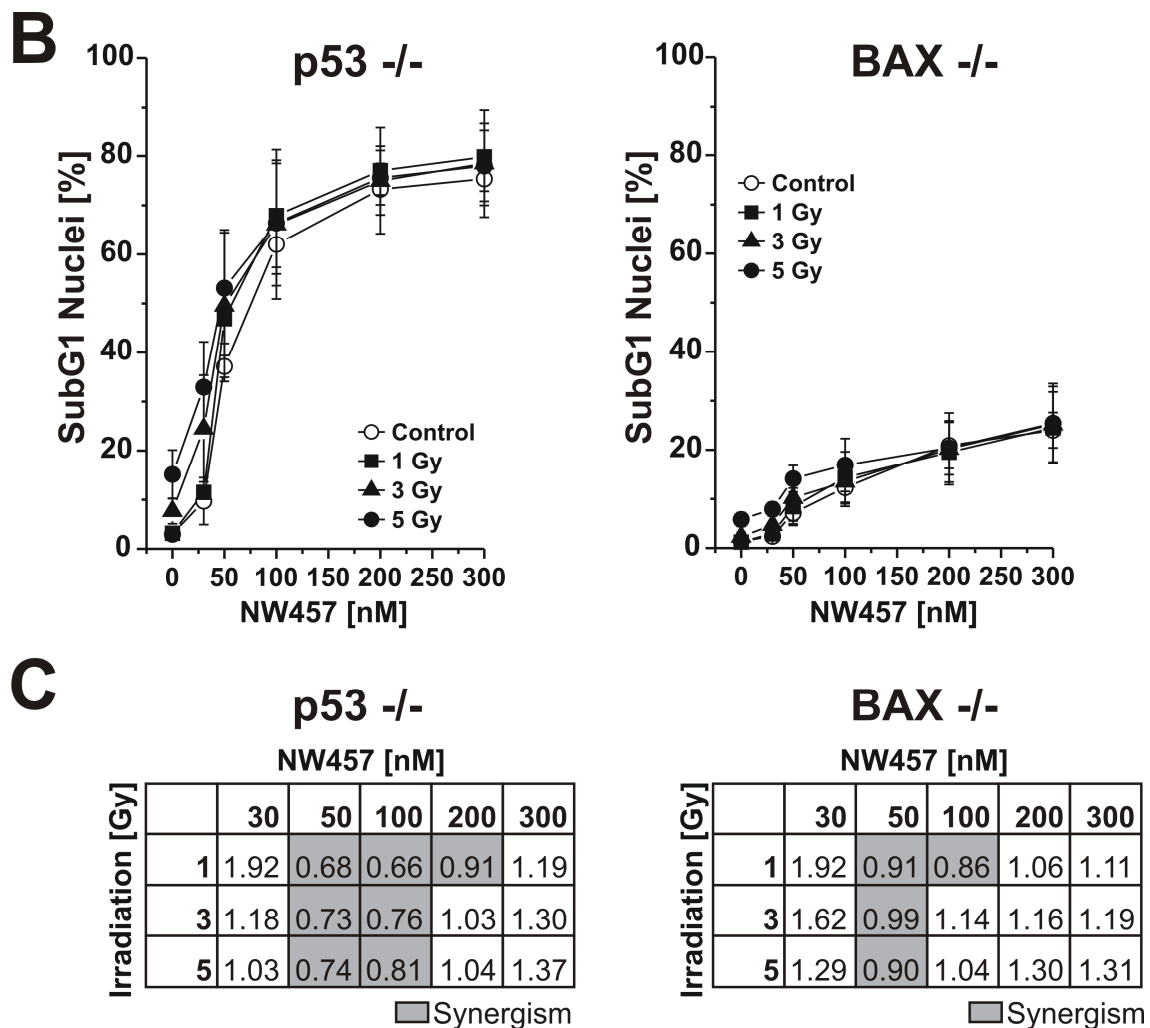 B
p53 -/-
SubG1 Nuclei [%]
100
80
60
40
20
0
Control
1 Gy
3 Gy
5 Gy
0 50 100 150 200 250 300
NW457 [nM]
BAX -/-
SubG1 Nuclei [%]
100
80
60
40
20
0
Control
1 Gy
3 Gy
5 Gy
0 50 100 150 200 250 300
NW457 [nM]
C
p53 -/-
NW457 [nM]
Irradiation [Gy]
30 50 100 200 300
1 1.92 0.68 0.66 0.91 1.19
3 1.18 0.73 0.76 1.03 1.30
5 1.03 0.74 0.81 1.04 1.37
Synergism
BAX -/-
NW457 [nM]
Irradiation [Gy]
30 50 100 200 300
1 1.92 0.91 0.86 1.06 1.11
3 1.62 0.99 1.14 1.16 1.19
5 1.29 0.90 1.04 1.30 1.31
Synergism